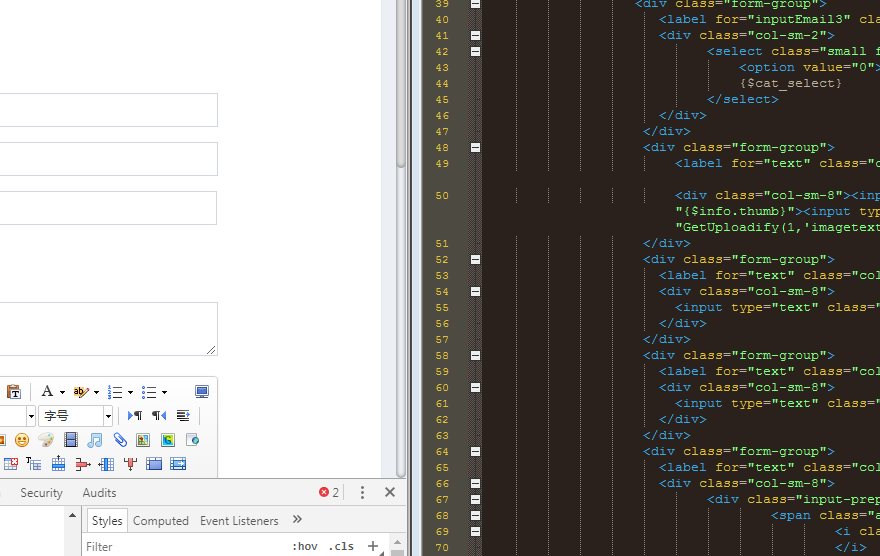 字号
Security Audits 2
Styles Computed Event Listeners
Filter :hov .cls
39 <div class="form-group">
40 <label for="inputEmail3"
41 <div class="col-sm-2">
42 <select class="small
43 <option value="0">
44 {$cat_select}
45 </select>
46 </div>
47 </div>
48 <div class="form-group">
49 <label for="text" class="
50 <div class="col-sm-8"><
"{$info.thumb}"><input
"GetUploadify(1,'imagetext
51 </div>
52 <div class="form-group">
53 <label for="text" class="col
54 <div class="col-sm-8">
55 <input type="text" class="
56 </div>
57 </div>
58 <div class="form-group">
59 <label for="text" class="col
60 <div class="col-sm-8">
61 <input type="text" class="
62 </div>
63 </div>
64 <div class="form-group">
65 <label for="text" class="col
66 <div class="col-sm-8">
67 <div class="input-prep
68 <span class="a
69 <i cla
70 </i>